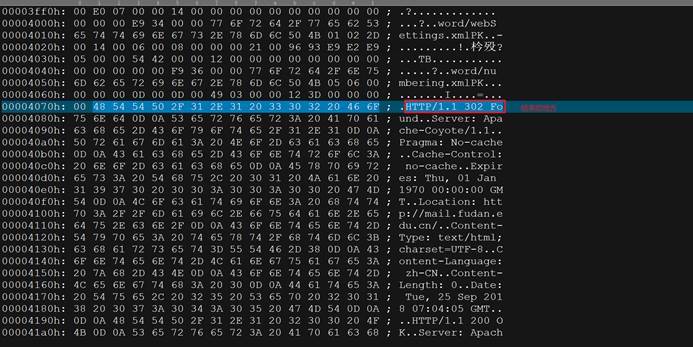 00003ff0h: 00 E0 07 00 00 14 00 00 00 00 00 00 00 00 00 00 ; .?..............
00004000h: 00 00 00 E9 34 00 00 77 6F 72 64 2F 77 65 62 53 ; ...?..word/webS
00004010h: 65 74 74 69 6E 67 73 2E 78 6D 6C 50 4B 01 02 2D ; ettings.xmlPK..-
00004020h: 00 14 00 06 00 08 00 00 00 21 00 96 93 E9 E2 E9 ; .........!.
00004030h: 05 00 00 54 42 00 00 12 00 00 00 00 00 00 00 00 ; ...TB...........
00004040h: 00 00 00 00 00 F9 36 00 00 77 6F 72 64 2F 6E 75 ; .....?..word/nu
00004050h: 6D 62 65 72 69 6E 67 2E 78 6D 6C 50 4B 05 06 00 ; mbering.xmlPK...
00004060h: 00 00 00 0D 00 0D 00 49 03 00 00 12 3D 00 00 00 ; .......I....=...
00004070h: 00 48 54 54 50 2F 31 2E 31 20 33 30 32 20 46 6F ; .HTTP/1.1 302 Fo
00004080h: 75 6E 64 0D 0A 53 65 72 76 65 72 3A 20 41 70 61 ; und..Server: Apa
00004090h: 63 68 65 2D 43 6F 79 6F 74 65 2F 31 2E 31 0D 0A ; che-Coyote/1.1..
000040a0h: 50 72 61 67 6D 61 3A 20 4E 6F 2D 63 61 63 68 65 ; Pragma: No-cache
000040b0h: 0D 0A 43 61 63 68 65 2D 43 6F 6E 74 72 6F 6C 3A ; ..Cache-Control:
000040c0h: 20 6E 6F 2D 63 61 63 68 65 0D 0A 45 78 70 69 72 ; no-cache..Expir
000040d0h: 65 73 3A 20 54 68 75 2C 20 30 31 20 4A 61 6E 20 ; es: Thu, 01 Jan
000040e0h: 31 39 37 30 20 30 30 3A 30 30 3A 30 30 20 47 4D ; 1970 00:00:00 GM
000040f0h: 54 0D 0A 4C 6F 63 61 74 69 6F 6E 3A 20 68 74 74 ; T..Location: htt
00004100h: 70 3A 2F 2F 6D 61 69 6C 2E 66 75 64 61 6E 2E 65 ; p://mail.fudan.e
00004110h: 64 75 2E 63 6E 2F 0D 0A 43 6F 6E 74 65 6E 74 2D ; du.cn/..Content-
00004120h: 54 79 70 65 3A 20 74 65 78 74 2F 68 74 6D 6C 3B ; Type: text/html;
00004130h: 63 68 61 72 73 65 74 3D 55 54 46 2D 38 0D 0A 43 ; charset=UTF-8..C
00004140h: 6F 6E 74 65 6E 74 2D 4C 61 6E 67 75 61 67 65 3A ; ontent-Language:
00004150h: 20 7A 68 2D 43 4E 0D 0A 43 6F 6E 74 65 6E 74 2D ; zh-CN..Content-
00004160h: 4C 65 6E 67 74 68 3A 20 30 0D 0A 44 61 74 65 3A ; Length: 0..Date:
00004170h: 20 54 75 65 2C 20 32 35 20 53 65 70 20 32 30 31 ; Tue, 25 Sep 201
00004180h: 38 20 30 37 3A 30 34 3A 30 35 20 47 4D 54 0D 0A ; 8 07:04:05 GMT..
00004190h: 0D 0A 48 54 54 50 2F 31 2E 31 20 32 30 30 20 4F ; ..HTTP/1.1 200 O
000041a0h: 4B 0D 0A 53 65 72 76 65 72 3A 20 41 70 61 63 68 ; K..Server: Apach